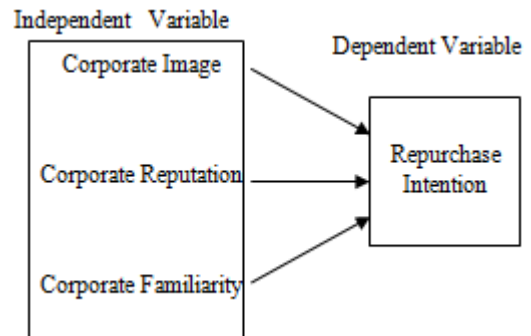 Independent Variable
Dependent Variable
Corporate Image
Corporate Reputation
Repurchase
Intention
Corporate Familiarity